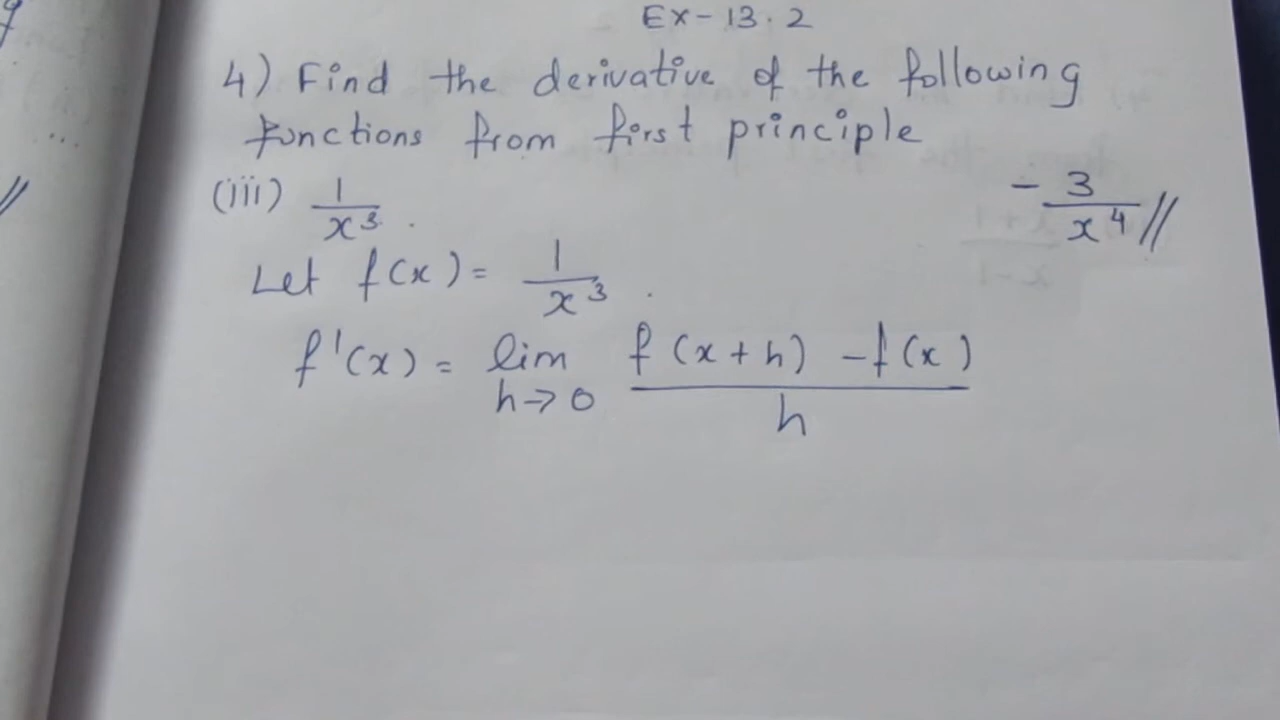 Ex - 13.2
4) Find the derivative of the following
functions from first principle
(iii) 1/x³ . - 3/x⁴ //
Let f(x) = 1/x³ .
f'(x) = lim h→0 f(x+h) - f(x) / h